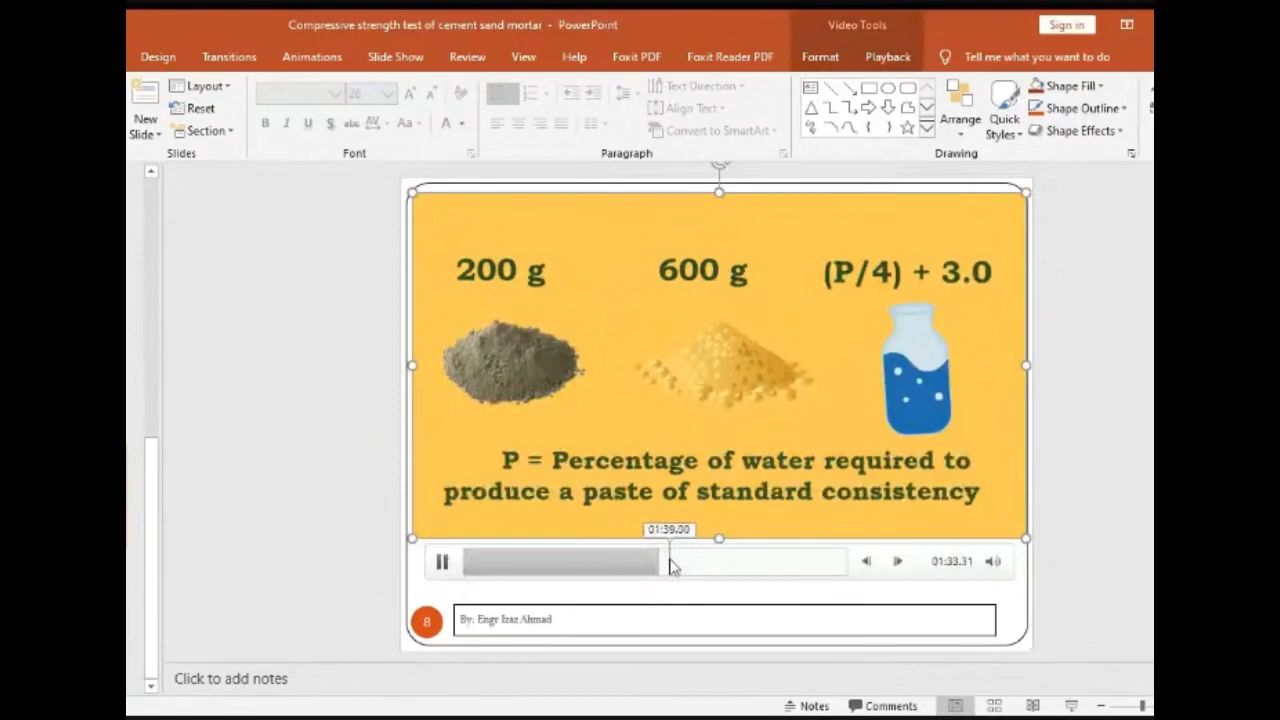 Compressive strength test of cement sand mortar - PowerPoint
Video Tools
Sign in
Design Transitions Animations Slide Show Review View Help Foxit PDF Foxit Reader PDF Format Playback Tell me what you want to do
New Slide
Layout
Reset
Section
Slides
26
B I U S abc AV Aa A
Font
Text Direction
Align Text
Convert to SmartArt
Paragraph
Arrange
Quick Styles
Shape Fill
Shape Outline
Shape Effects
Drawing
200 g 600 g (P/4) + 3.0
P = Percentage of water required to
produce a paste of standard consistency
01:39.00
01:33.31
8
By: Engr Izaz Ahmad
Click to add notes
Notes Comments